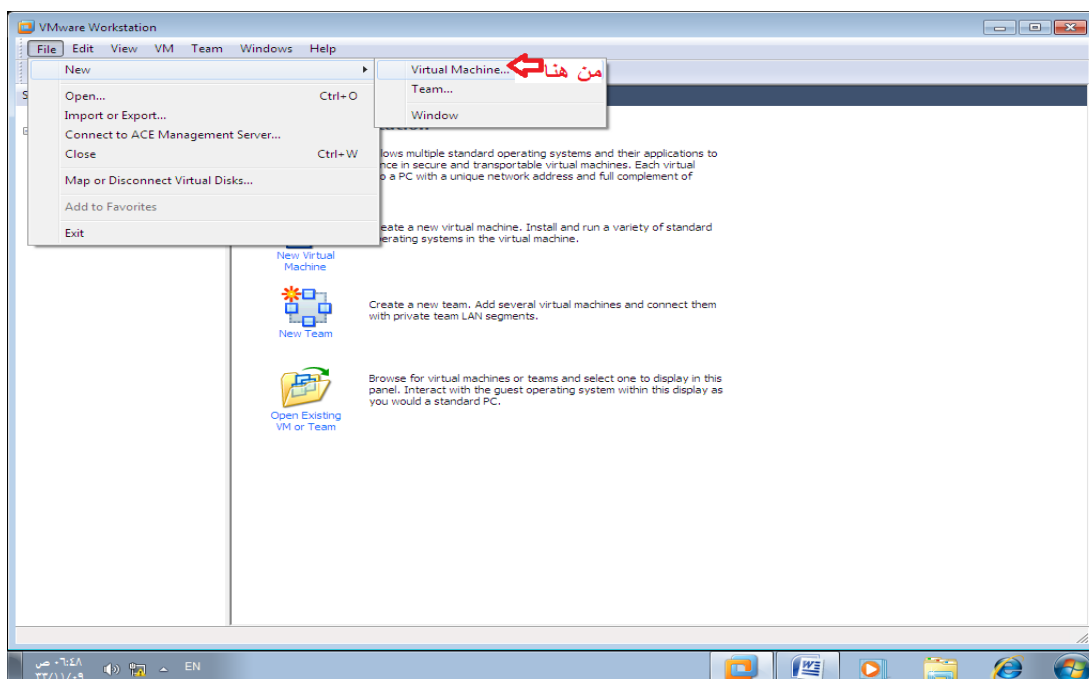 VMware Workstation
File Edit View VM Team Windows Help
New
Open... Ctrl+O
Import or Export...
Connect to ACE Management Server...
Close Ctrl+W
Map or Disconnect Virtual Disks...
Add to Favorites
Exit
Virtual Machine... من هنا
Team...
Window
lows multiple standard operating systems and their applications to
nce in secure and transportable virtual machines. Each virtual
o a PC with a unique network address and full complement of
eate a new virtual machine. Install and run a variety of standard
erating systems in the virtual machine.
New Virtual
Machine
Create a new team. Add several virtual machines and connect them
with private team LAN segments.
New Team
Browse for virtual machines or teams and select one to display in this
panel. Interact with the guest operating system within this display as
you would a standard PC.
Open Existing
VM or Team
٠٦:٤٨ ص
EN
٣٣/١١/٠٩